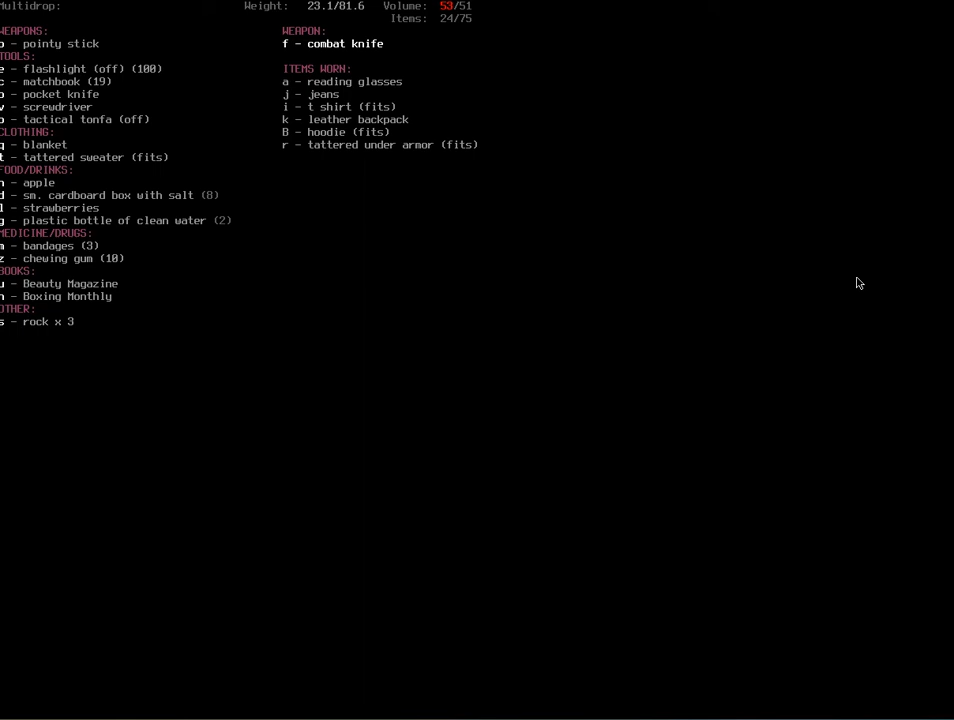 Multidrop: Weight: 23.1/81.6 Volume: 53/51
Items: 24/75
WEAPONS:
– pointy stick
TOOLS:
e – flashlight (off) (100)
c – matchbook (19)
– pocket knife
v – screwdriver
– tactical tonfa (off)
CLOTHING:
q – blanket
t – tattered sweater (fits)
FOOD/DRINKS:
– apple
d – sm. cardboard box with salt (8)
l – strawberries
g – plastic bottle of clean water (2)
MEDICINE/DRUGS:
m – bandages (3)
z – chewing gum (10)
BOOKS:
u – Beauty Magazine
– Boxing Monthly
OTHER:
s – rock x 3
WEAPON:
f – combat knife
ITEMS WORN:
a – reading glasses
j – jeans
i – t shirt (fits)
k – leather backpack
B – hoodie (fits)
r – tattered under armor (fits)